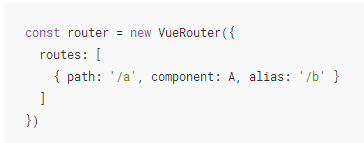 const router = new VueRouter({
  routes: [
    { path: '/a', component: A, alias: '/b' }
  ]
})